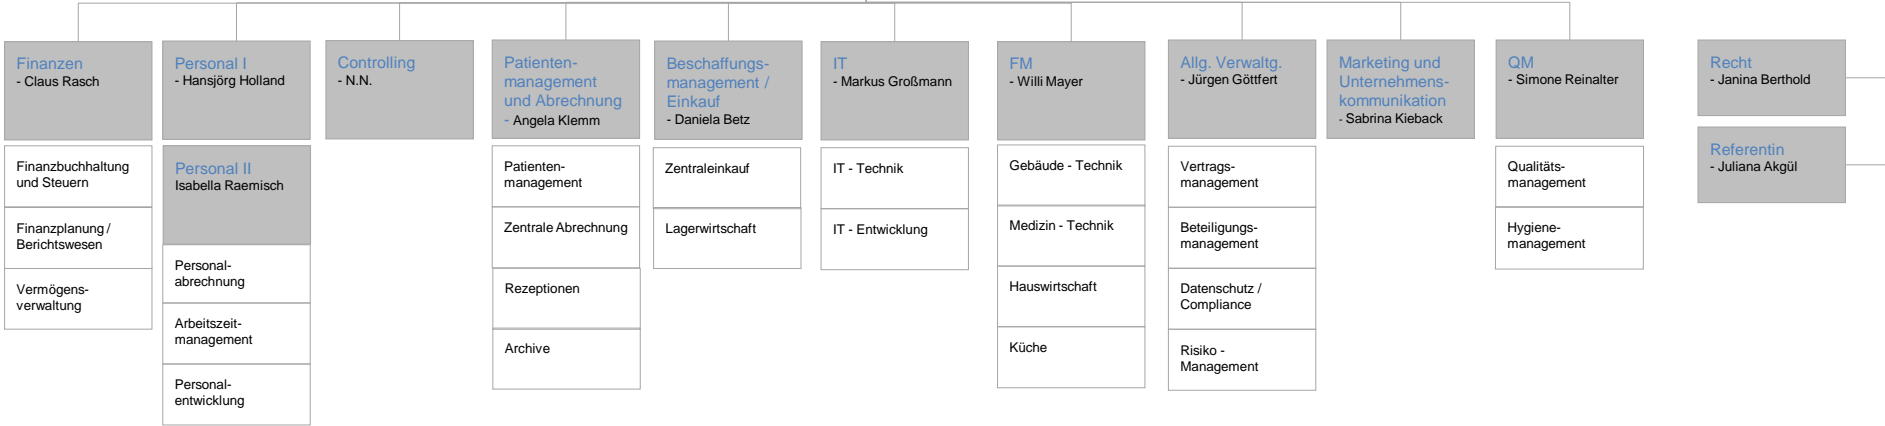 Finanzen
- Claus Rasch
Finanzbuchhaltung
und Steuern
Finanzplanung /
Berichtswesen
Vermögens-
verwaltung
Personal I
- Hansjörg Holland
Personal II
Isabella Raemisch
Personal-
abrechnung
Arbeitszeit-
management
Personal-
entwicklung
Controlling
- N.N.
Patienten-
management
und Abrechnung
- Angela Klemm
Patienten-
management
Zentrale Abrechnung
Rezeptionen
Archive
Beschaffungs-
management /
Einkauf
- Daniela Betz
Zentraleinkauf
Lagerwirtschaft
IT
- Markus Großmann
IT - Technik
IT - Entwicklung
FM
- Willi Mayer
Gebäude - Technik
Medizin - Technik
Hauswirtschaft
Küche
Allg. Verwaltg.
- Jürgen Göttfert
Vertrags-
management
Beteiligungs-
management
Datenschutz /
Compliance
Risiko -
Management
Marketing und
Unternehmens-
kommunikation
- Sabrina Kieback
QM
- Simone Reinalter
Qualitäts-
management
Hygiene-
management
Recht
- Janina Berthold
Referentin
- Juliana Akgül